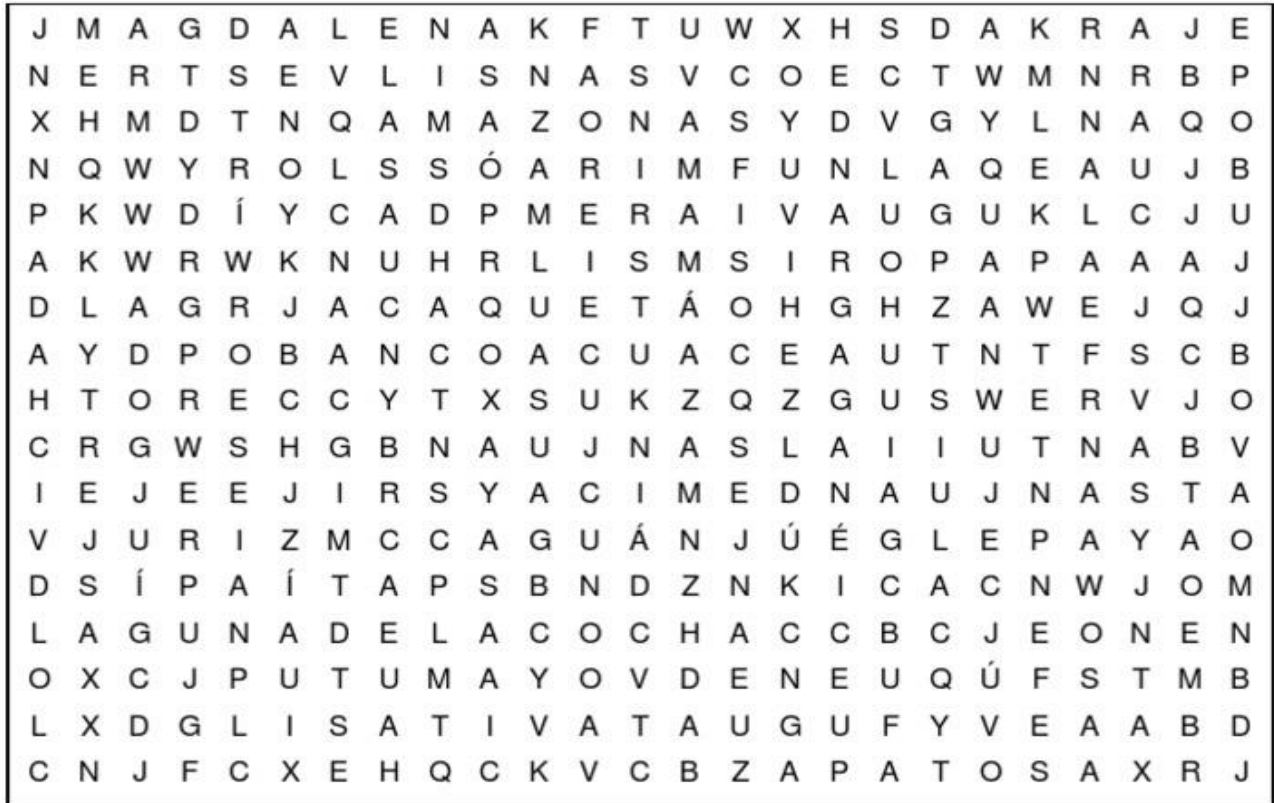 J M A G D A L E N A K F T U W X H S D A K R A J E
N E R T S E V L I S N A S V C O E C T W M N R B P
X H M D T N Q A M A Z O N A S Y D V G Y L N A Q O
N Q W Y R O L S S Ó A R I M F U N L A Q E A U J B
P K W D Í Y C A D P M E R A I V A U G U K L C J U
A K W R W K N U H R L I S M S I R O P A P A A A J
D L A G R J A C A Q U E T Á O H G H Z A W E J Q J
A Y D P O B A N C O A C U A C E A U T N T F S C B
H T O R E C C Y T X S U K Z Q Z G U S W E R V J O
C R G W S H G B N A U J N A S L A I I U T N A B V
I E J E E J I R S Y A C I M E D N A U J N A S T A
V J U R I Z M C C A G U Á N J Ú É G L E P A Y A O
D S Í P A Í T A P S B N D Z N K I C A C N W J O M
L A G U N A D E L A C O C H A C C B C J E O N E N
O X C J P U T U M A Y O V D E N E U Q Ú F S T M B
L X D G L I S A T I V A T A U G U F Y V E A A B D
C N J F C X E H Q C K V C B Z A P A T O S A X R J